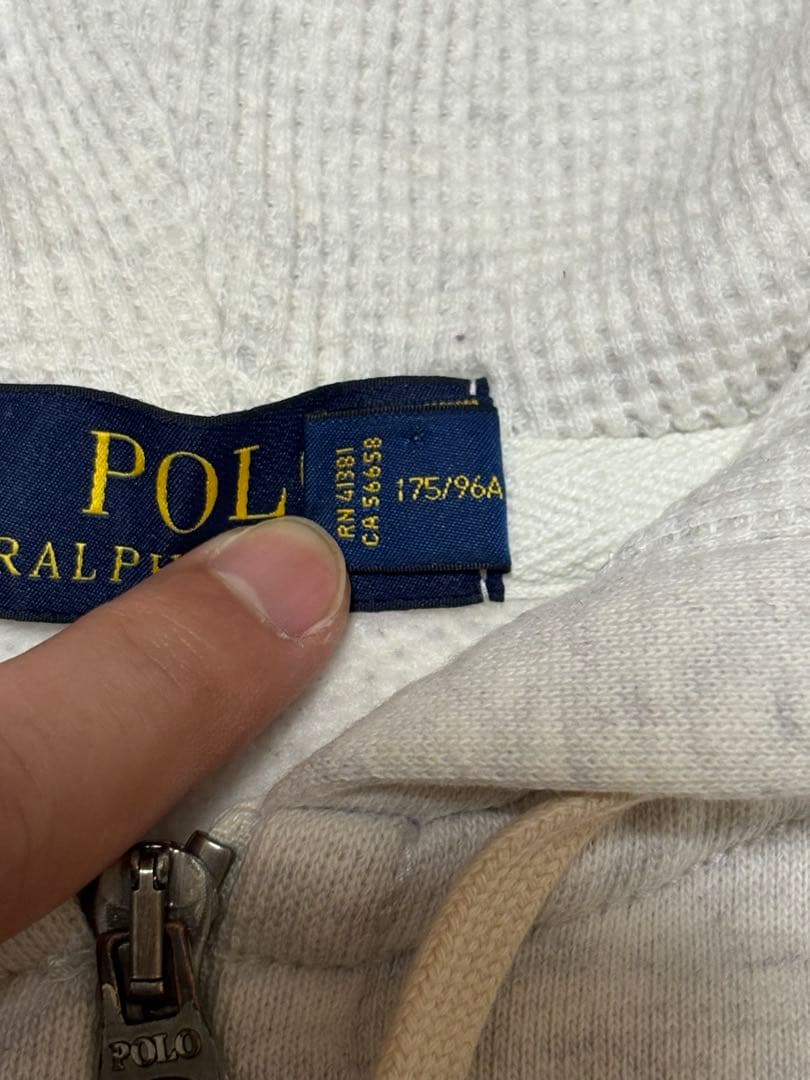 POL
RALPH
RN 41381
CA 56658
175/96A
POLO